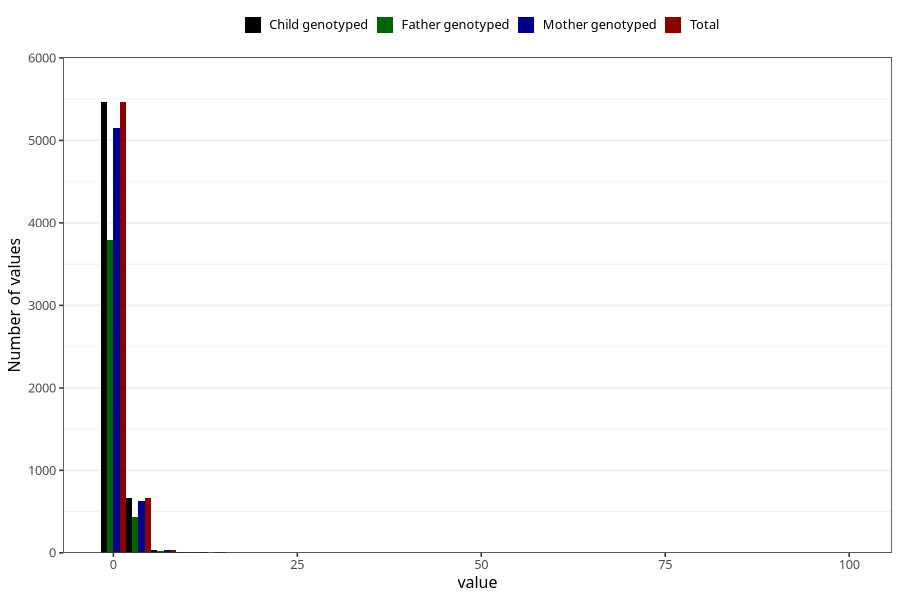 Child genotyped Father genotyped Mother genotyped Total
6000
5000
4000
3000
2000
1000
0
Number of values
0 25 50 75 100
value